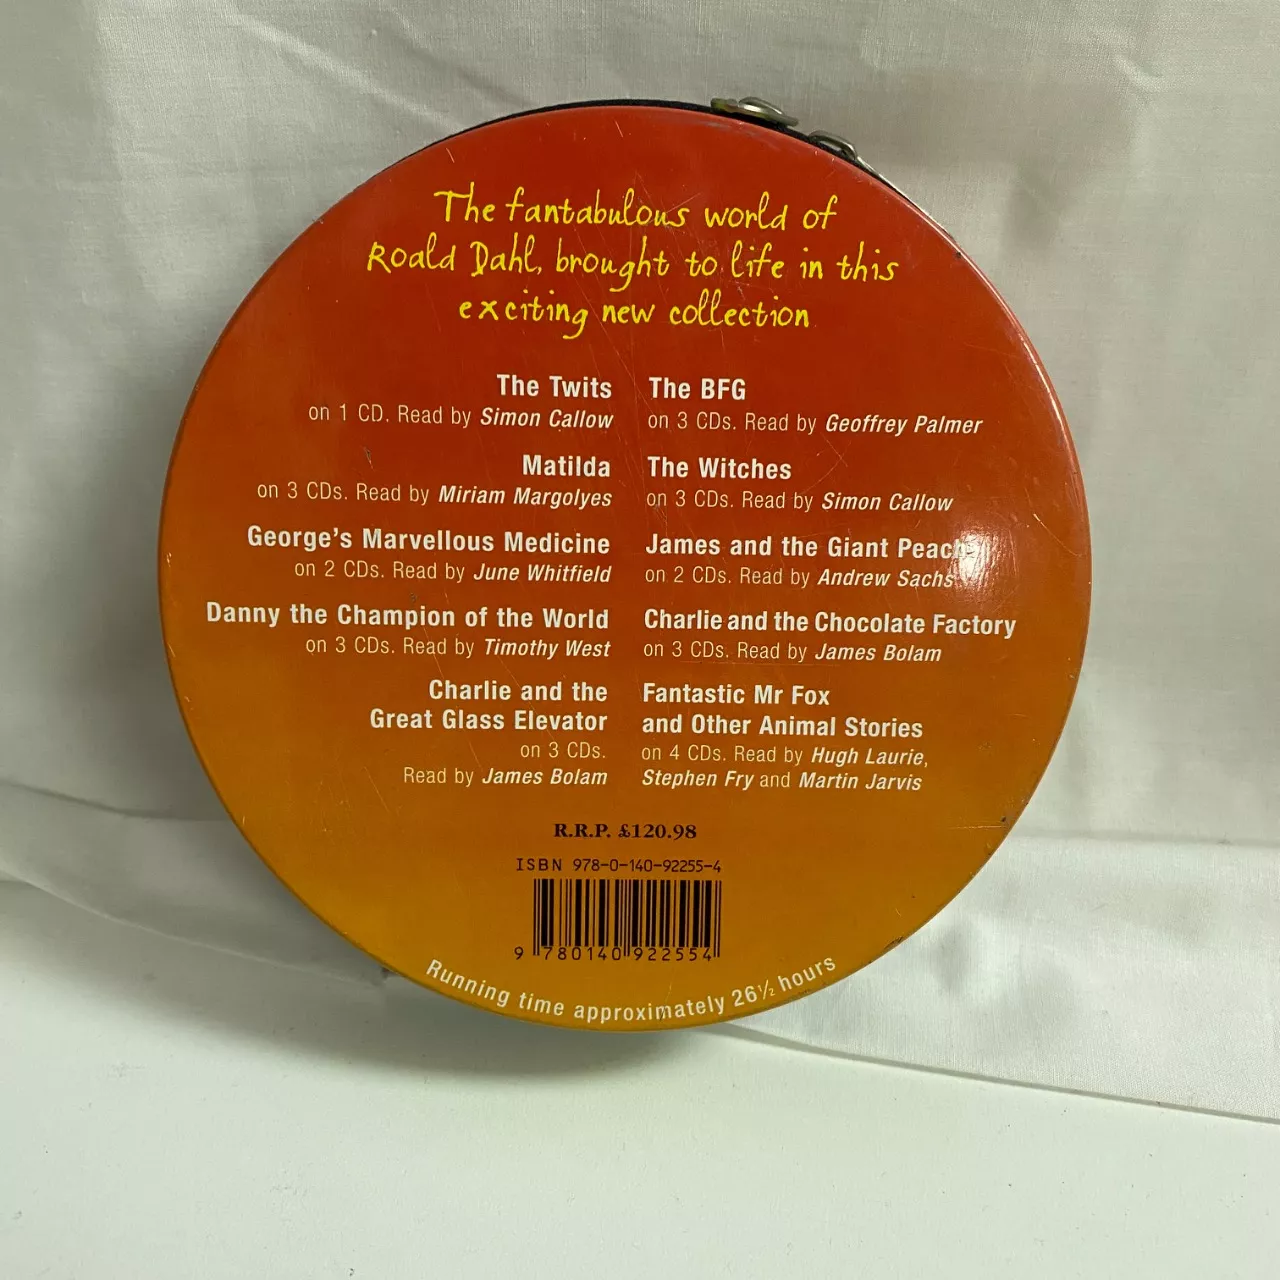 The fantabulous world of
Roald Dahl, brought to life in this
exciting new collection
The Twits
on 1 CD. Read by Simon Callow
Matilda
on 3 CDs. Read by Miriam Margolyes
George's Marvellous Medicine
on 2 CDs. Read by June Whitfield
Danny the Champion of the World
on 3 CDs. Read by Timothy West
Charlie and the
Great Glass Elevator
on 3 CDs.
Read by James Bolam
The BFG
on 3 CDs. Read by Geoffrey Palmer
The Witches
on 3 CDs. Read by Simon Callow
James and the Giant Peach
on 2 CDs. Read by Andrew Sachs
Charlie and the Chocolate Factory
on 3 CDs. Read by James Bolam
Fantastic Mr Fox
and Other Animal Stories
on 4 CDs. Read by Hugh Laurie,
Stephen Fry and Martin Jarvis
R.R.P. £120.98
ISBN 978-0-140-92255-4
9 780140 922554
Running time approximately 26½ hours